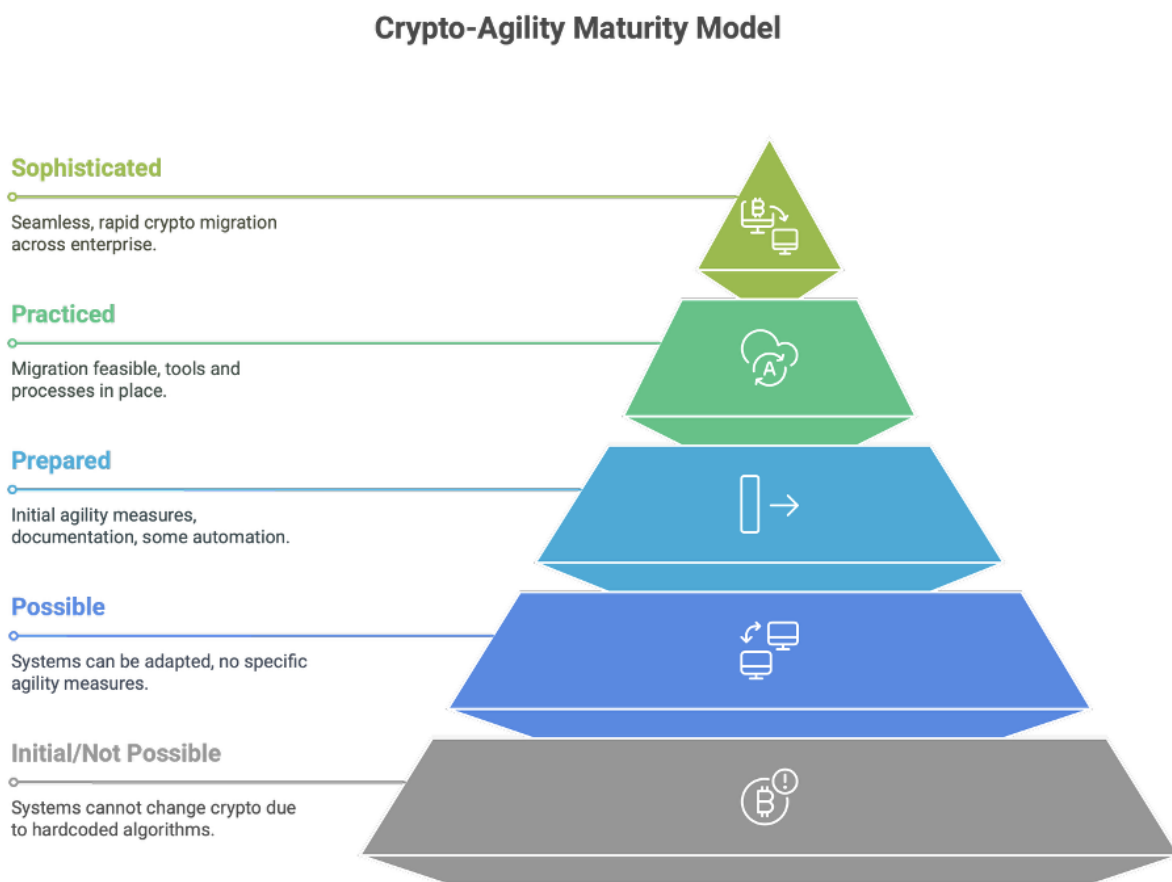 Crypto-Agility Maturity Model
Sophisticated
Seamless, rapid crypto migration
across enterprise.
Practiced
Migration feasible, tools and
processes in place.
A
Prepared
Initial agility measures,
documentation, some automation.
Possible
Systems can be adapted, no specific
agility measures.
Initial/Not Possible
Systems cannot change crypto due
to hardcoded algorithms.